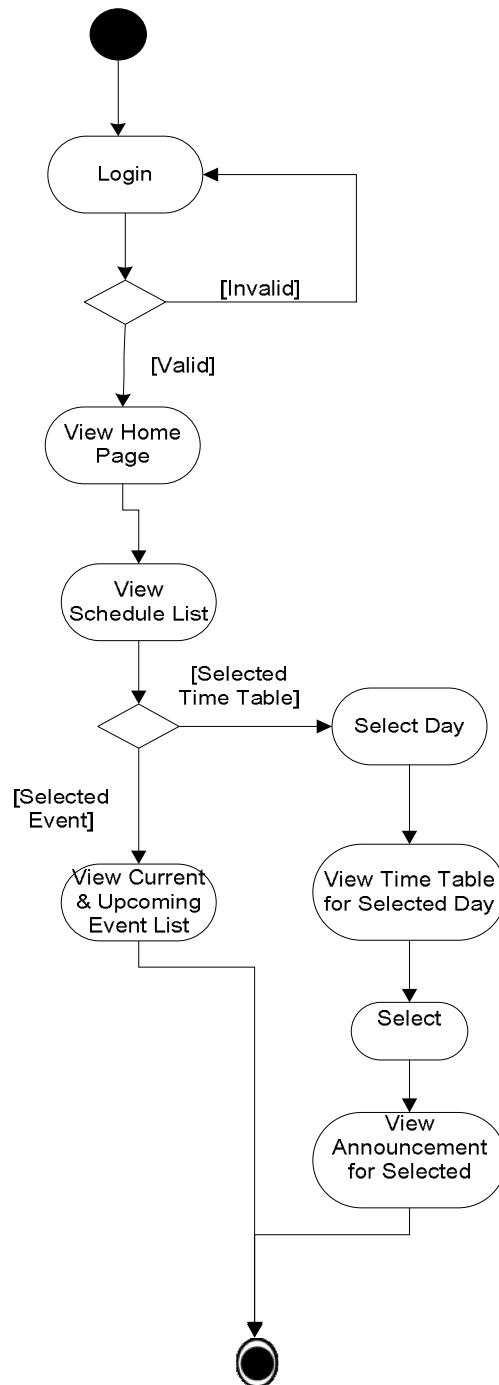 Login
[Invalid]
[Valid]
View Home
Page
View
Schedule List
[Selected
Time Table]
Select Day
[Selected
Event]
View Current
& Upcoming
Event List
View Time Table
for Selected Day
Select
View
Announcement
for Selected